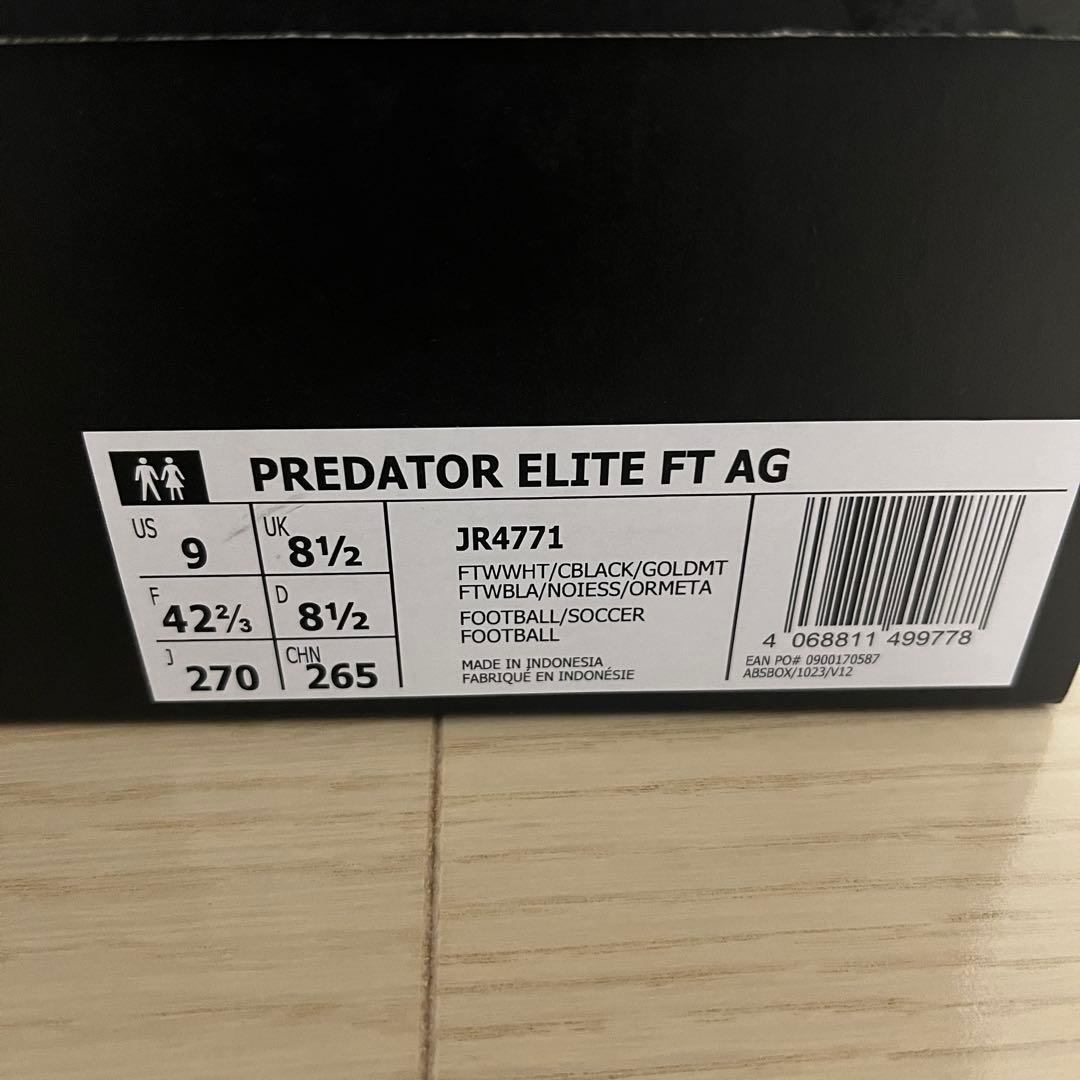 PREDATOR ELITE FT AG
US 9
UK 8½
F 42⅔
D 8½
J 270
CHN 265
JR4771
FTWWHT/CBLACK/GOLDMT
FTWBLA/NOIESS/ORMETA
FOOTBALL/SOCCER
FOOTBALL
MADE IN INDONESIA
FABRIQUÉ EN INDONÉSIE
4 068811 499778
EAN PO# 0900170587
ABSBOX/1023/V12